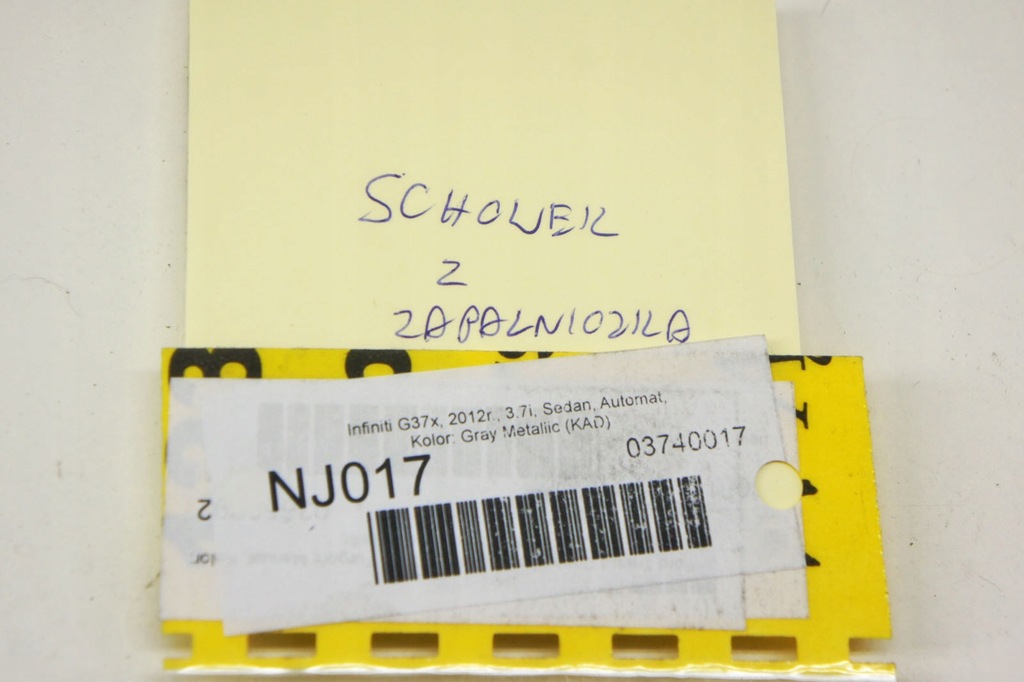 SCHOWEK
Z
ZAPALNICZKA
Infiniti G37x, 2012r., 3.7i, Sedan, Automat,
Kolor: Gray Metallic (KAD)
03740017
NJ017